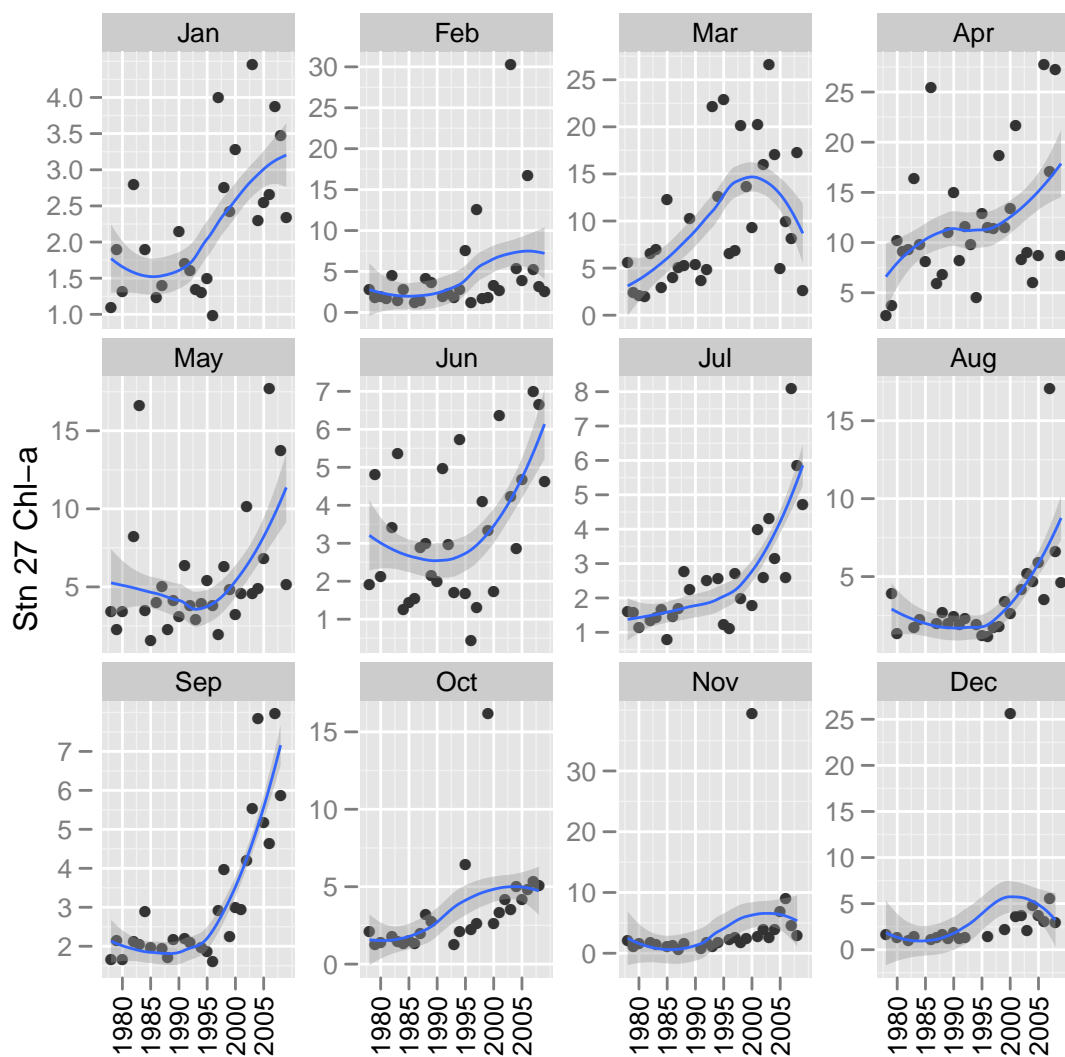 Stn 27 Chl−a
Jan Feb Mar Apr
1.0 1.5 2.0 2.5 3.0 3.5 4.0
0 5 10 15 20 25 30
0 5 10 15 20 25
5 10 15 20 25
May Jun Jul Aug
5 10 15
1 2 3 4 5 6 7
1 2 3 4 5 6 7 8
5 10 15
Sep Oct Nov Dec
2 3 4 5 6 7
0 5 10 15
0 10 20 30
0 5 10 15 20 25
1980 1985 1990 1995 2000 2005
1980 1985 1990 1995 2000 2005
1980 1985 1990 1995 2000 2005
1980 1985 1990 1995 2000 2005